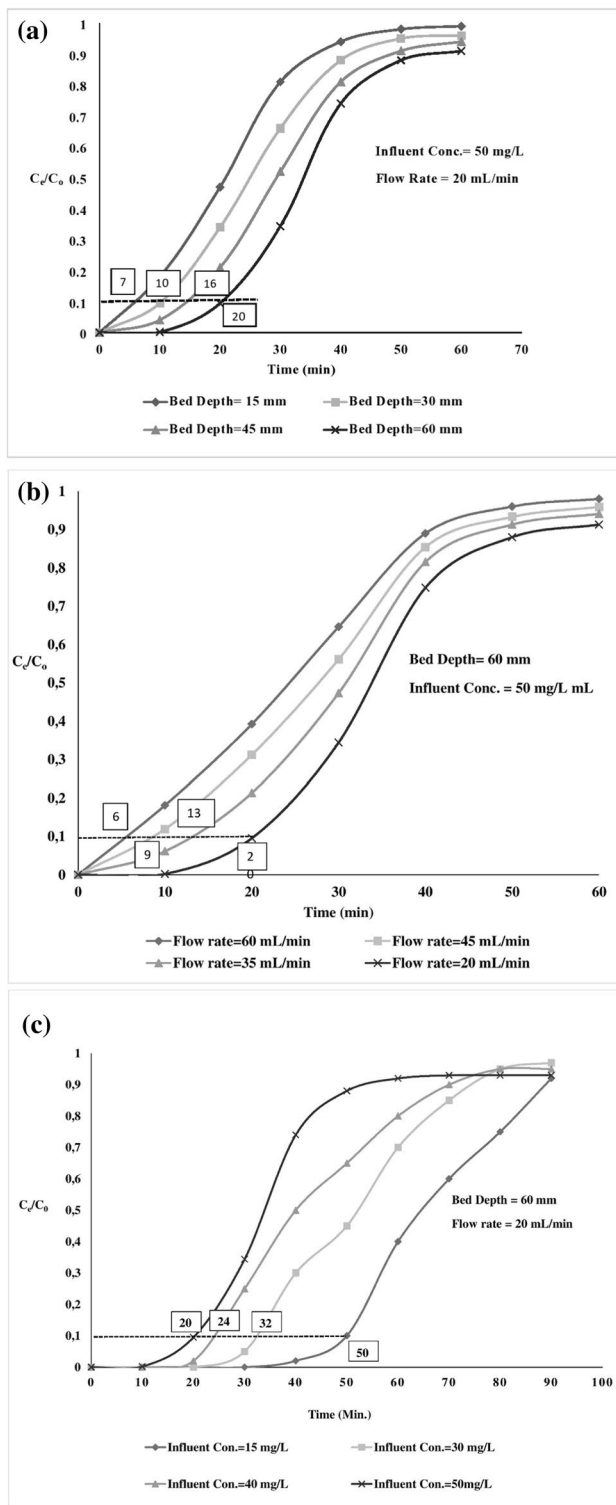 (a)
1
0.9
0.8
0.7
0.6
Ce/Co 0.5
0.4
0.3
0.2
0.1
0
7
10
16
20
Influent Conc.= 50 mg/L
Flow Rate = 20 mL/min
0 10 20 30 40 50 60 70
Time (min)
Bed Depth= 15 mm Bed Depth=30 mm
Bed Depth=45 mm Bed Depth=60 mm
(b)
1
0,9
0,8
0,7
0,6
Ce/Co
0,5
0,4
0,3
0,2
0,1
0
6
13
9
2
0
Bed Depth= 60 mm
Influent Conc. = 50 mg/L mL
0 10 20 30 40 50 60
Time (min)
Flow rate=60 mL/min Flow rate=45 mL/min
Flow rate=35 mL/min Flow rate=20 mL/min
(c)
1
0,9
0,8
0,7
0,6
Ce/C0
0,5
0,4
0,3
0,2
0,1
0
20
24
32
50
Bed Depth = 60mm
Flow rate = 20 mL/min
0 10 20 30 40 50 60 70 80 90 100
Time (Min.)
Influent Con.=15 mg/L Influent Con.=30 mg/L
Influent Con.=40 mg/L Influent Con.=50mg/L